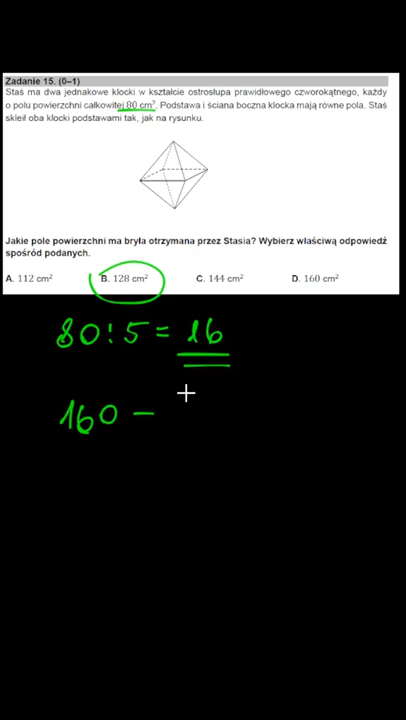 Zadanie 15. (0–1)
Staś ma dwa jednakowe klocki w kształcie ostrosłupa prawidłowego czworokątnego, każdy
o polu powierzchni całkowitej 80 cm². Podstawa i ściana boczna klocka mają równe pola. Staś
skleił oba klocki podstawami tak, jak na rysunku.
Jakie pole powierzchni ma bryła otrzymana przez Stasia? Wybierz właściwą odpowiedź
spośród podanych.
A. 112 cm² B. 128 cm² C. 144 cm² D. 160 cm²
80 : 5 = 16
160 −